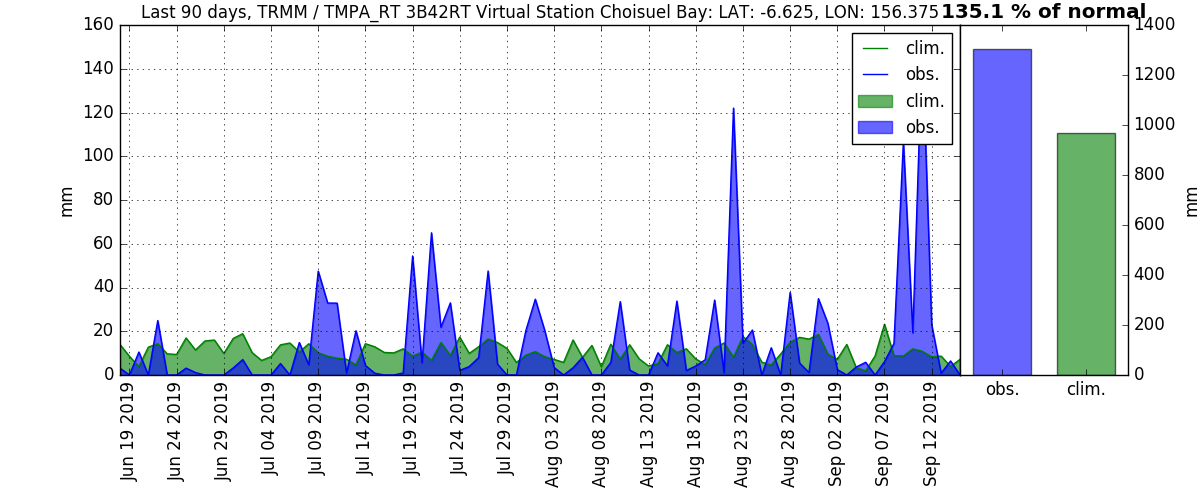 Last 90 days, TRMM / TMPA_RT 3B42RT Virtual Station Choisuel Bay: LAT: -6.625, LON: 156.375 135.1 % of normal
160
140
120
100
80
60
40
20
0
mm
clim.
obs.
clim.
obs.
1400
1200
1000
800
600
400
200
0
mm
Jun 19 2019
Jun 24 2019
Jun 29 2019
Jul 04 2019
Jul 09 2019
Jul 14 2019
Jul 19 2019
Jul 24 2019
Jul 29 2019
Aug 03 2019
Aug 08 2019
Aug 13 2019
Aug 18 2019
Aug 23 2019
Aug 28 2019
Sep 02 2019
Sep 07 2019
Sep 12 2019
obs.
clim.